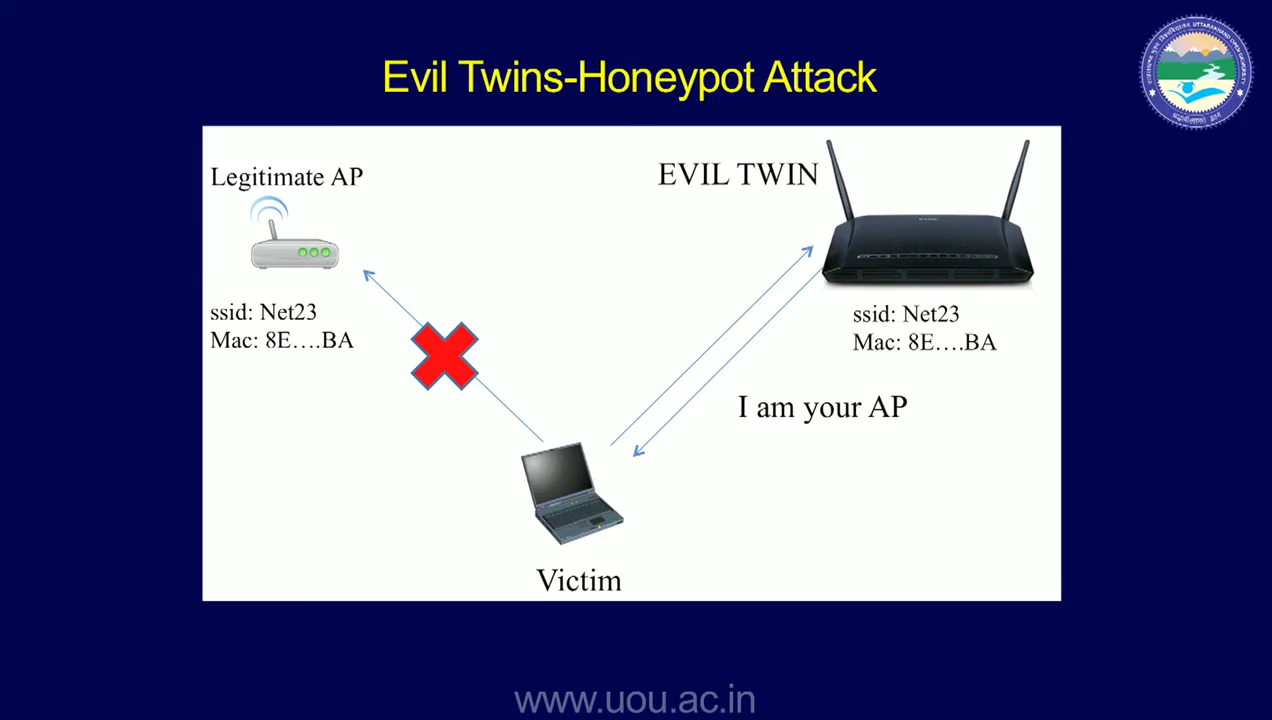 Evil Twins-Honeypot Attack
Legitimate AP
EVIL TWIN
ssid: Net23
Mac: 8E….BA
ssid: Net23
Mac: 8E….BA
I am your AP
Victim
www.uou.ac.in